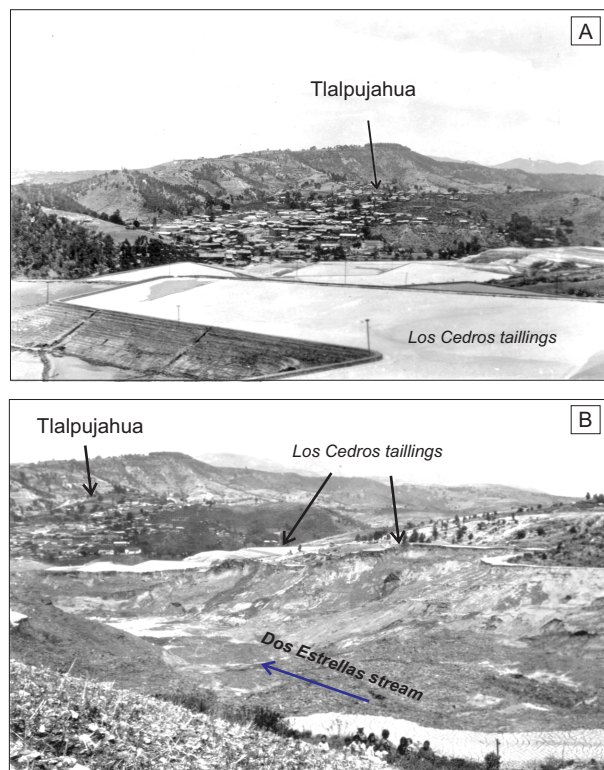 A
Tlalpujahua
Los Cedros taillings
B
Tlalpujahua
Los Cedros taillings
Dos Estrellas stream